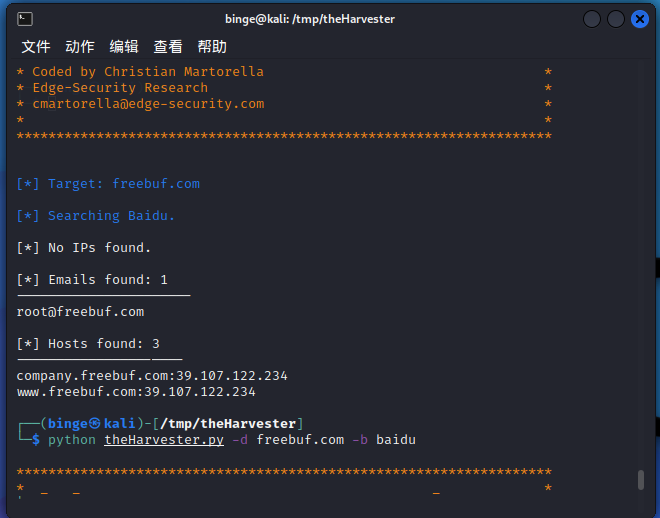 binge@kali: /tmp/theHarvester
文件 动作 编辑 查看 帮助
* Coded by Christian Martorella *
* Edge-Security Research *
* cmartorella@edge-security.com *
* *
*******************************************************************
[*] Target: freebuf.com
[*] Searching Baidu.
[*] No IPs found.
[*] Emails found: 1
----------------------
root@freebuf.com
[*] Hosts found: 3
---------------------
company.freebuf.com:39.107.122.234
www.freebuf.com:39.107.122.234
┌──(binge㉿kali)-[/tmp/theHarvester]
└─$ python theHarvester.py -d freebuf.com -b baidu
*******************************************************************
* _ _ _ *